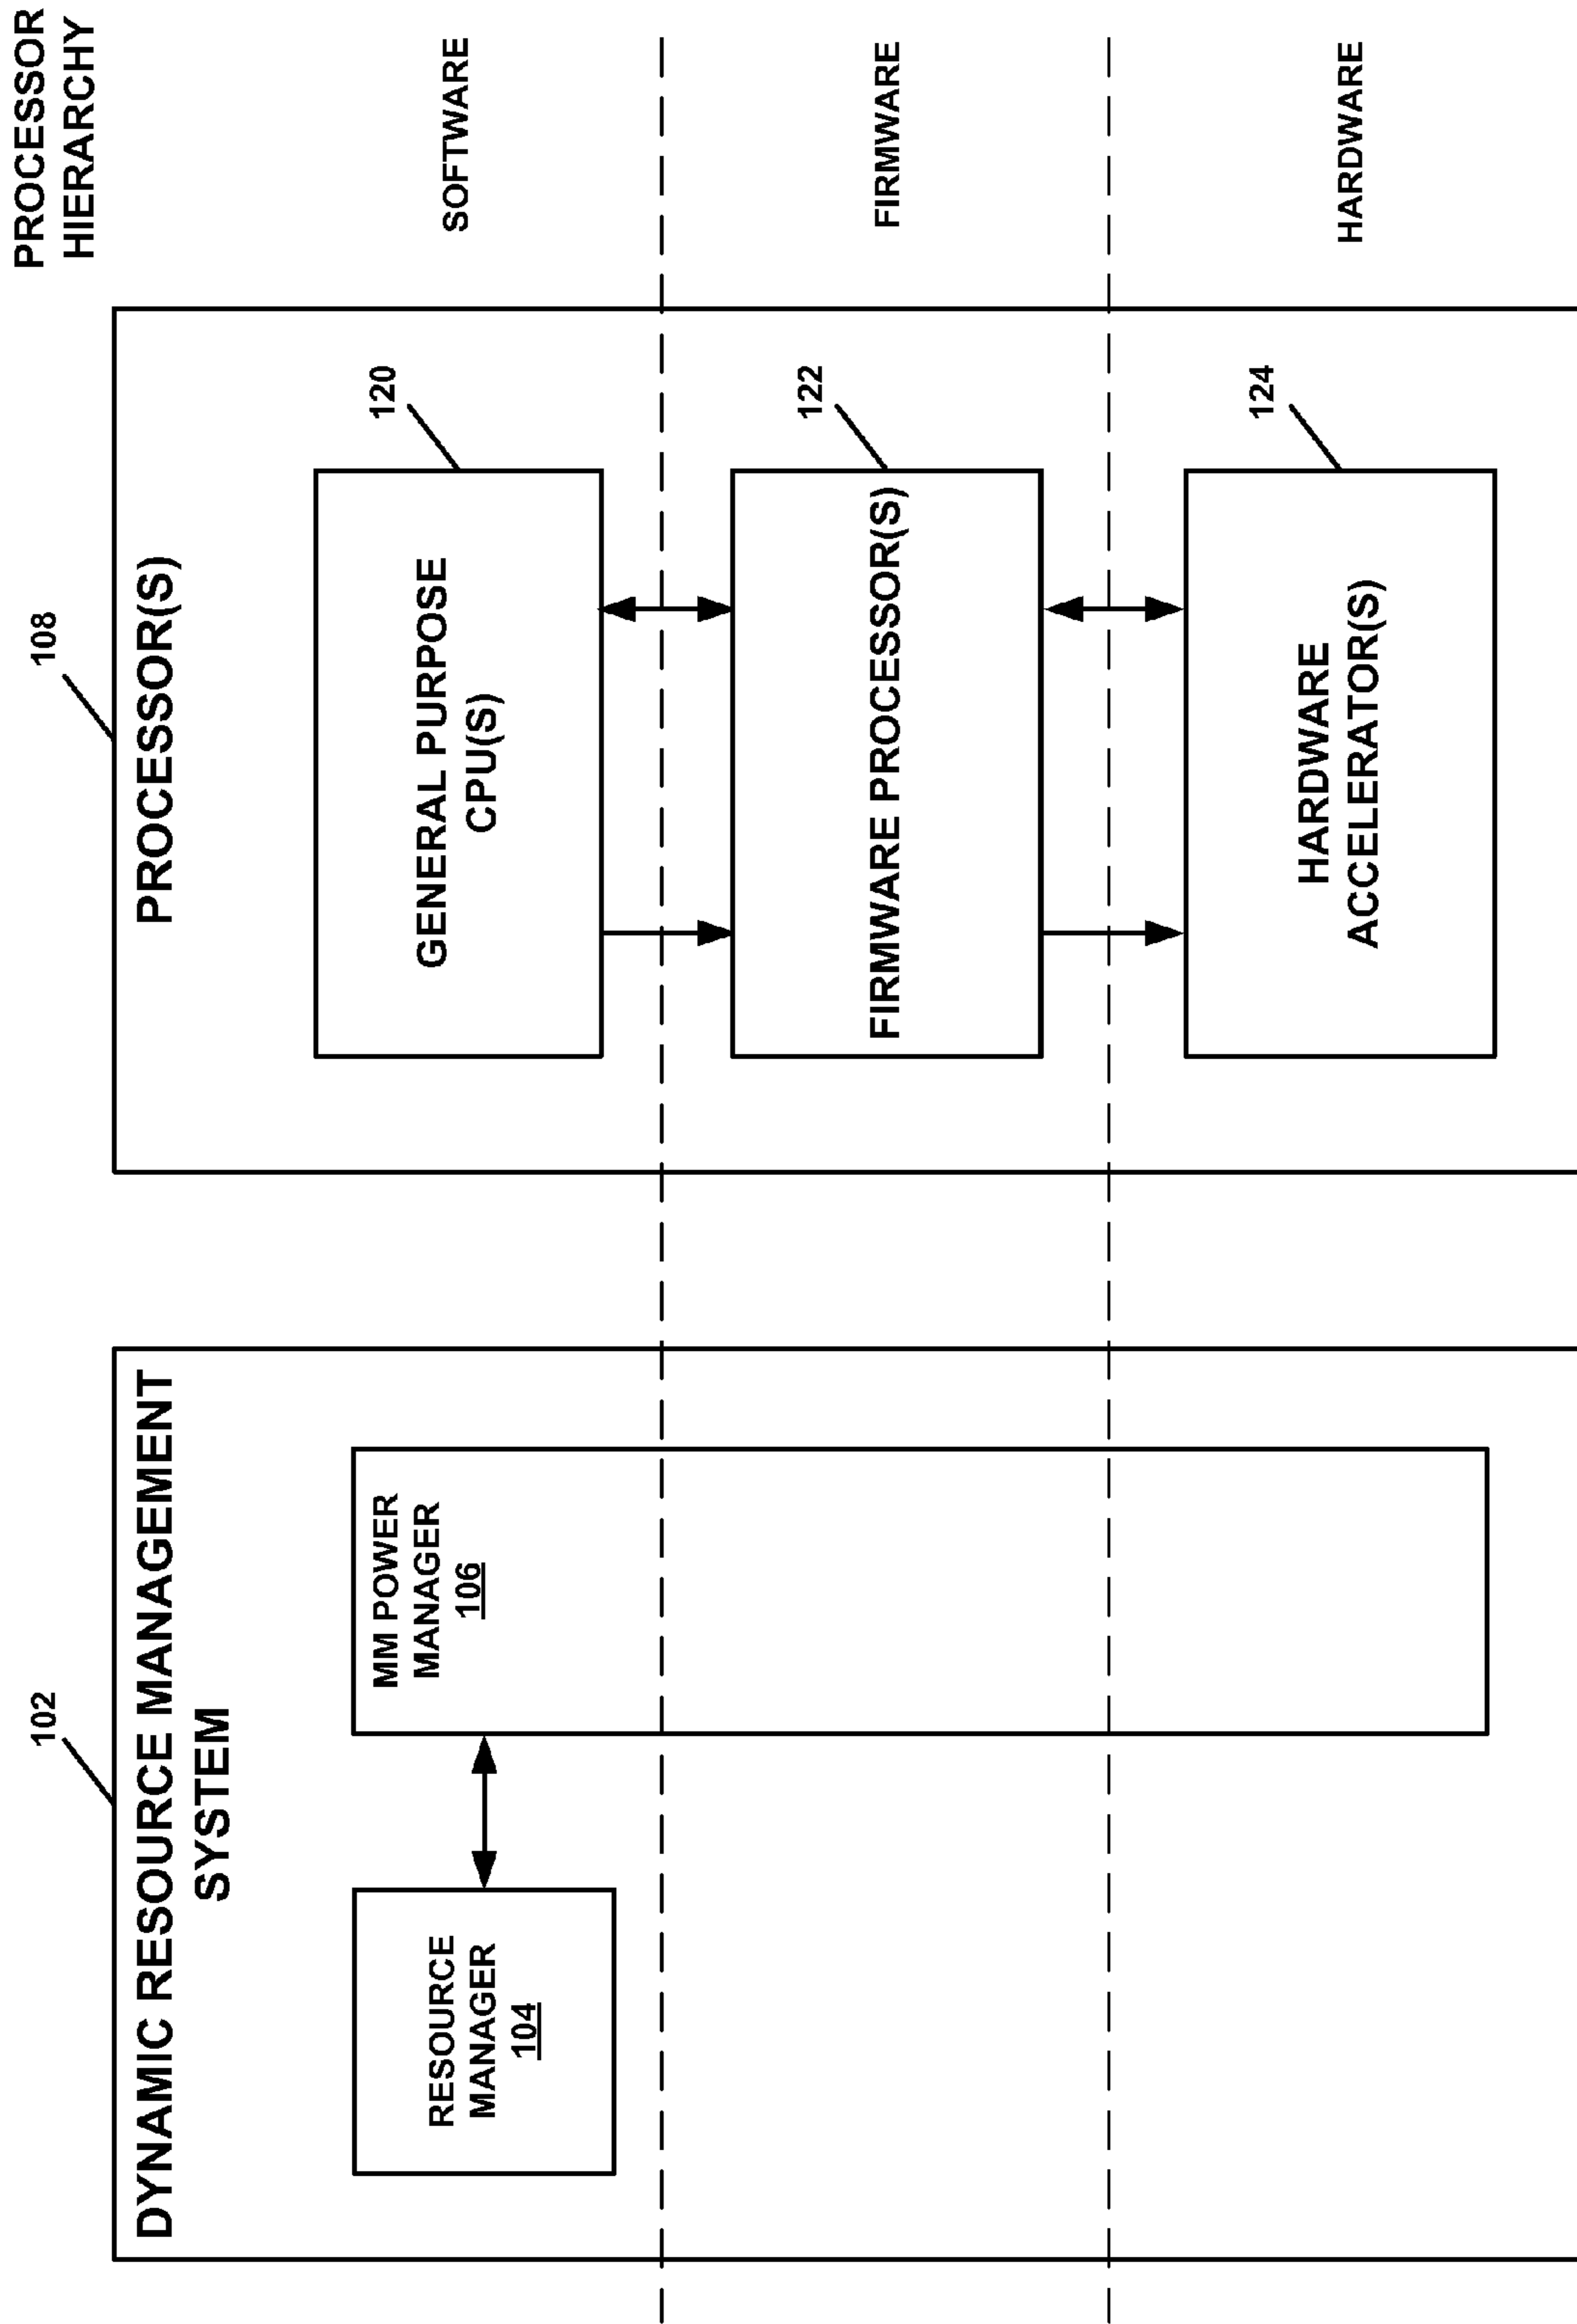 PROCESSOR
HIERARCHY
102
DYNAMIC RESOURCE MANAGEMENT
SYSTEM
RESOURCE
MANAGER
104
MM POWER
MANAGER
106
108
PROCESSOR(S)
GENERAL PURPOSE
CPU(S)
120
FIRMWARE PROCESSOR(S)
122
HARDWARE
ACCELERATOR(S)
124
SOFTWARE
FIRMWARE
HARDWARE